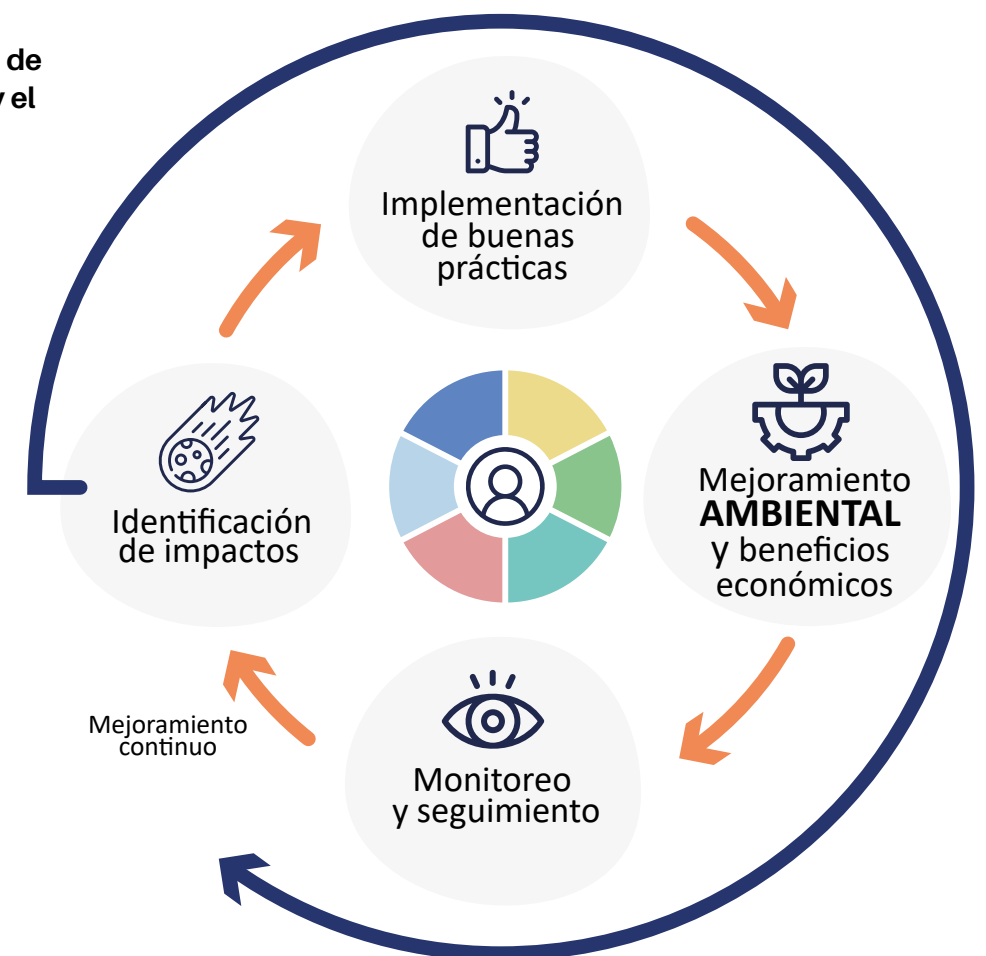 de
y el
Implementación
de buenas
prácticas
Mejoramiento
AMBIENTAL
y beneficios
económicos
Identificación
de impactos
Mejoramiento
continuo
Monitoreo
y seguimiento